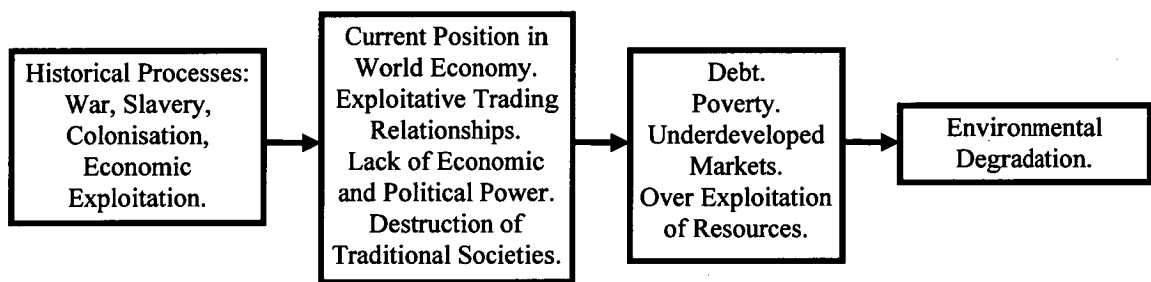 Historical Processes:
War, Slavery,
Colonisation,
Economic
Exploitation.
Current Position in
World Economy.
Exploitative Trading
Relationships.
Lack of Economic
and Political Power.
Destruction of
Traditional Societies.
Debt.
Poverty.
Underdeveloped
Markets.
Over Exploitation
of Resources.
Environmental
Degradation.